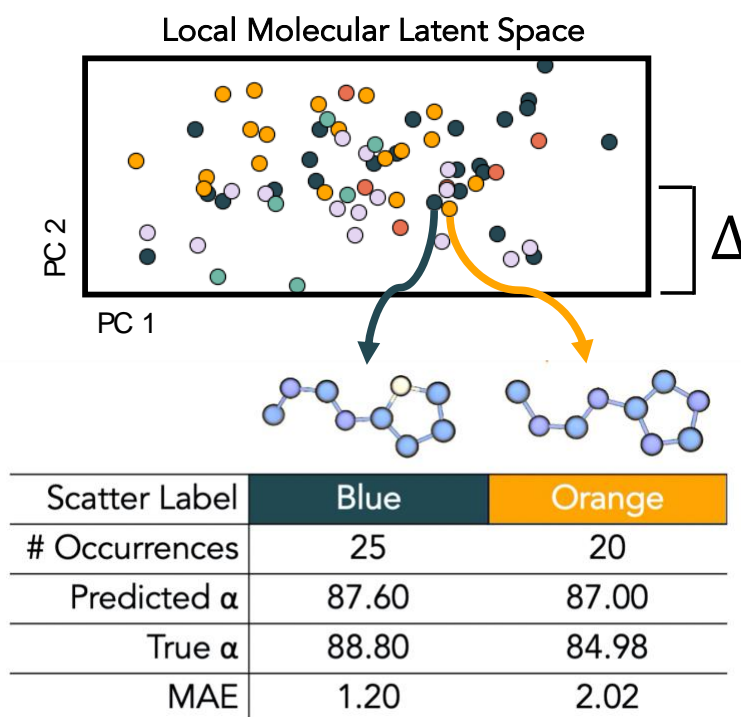 Local Molecular Latent Space
PC 2
Δ
PC 1
Scatter Label Blue Orange
# Occurrences 25 20
Predicted α 87.60 87.00
True α 88.80 84.98
MAE 1.20 2.02